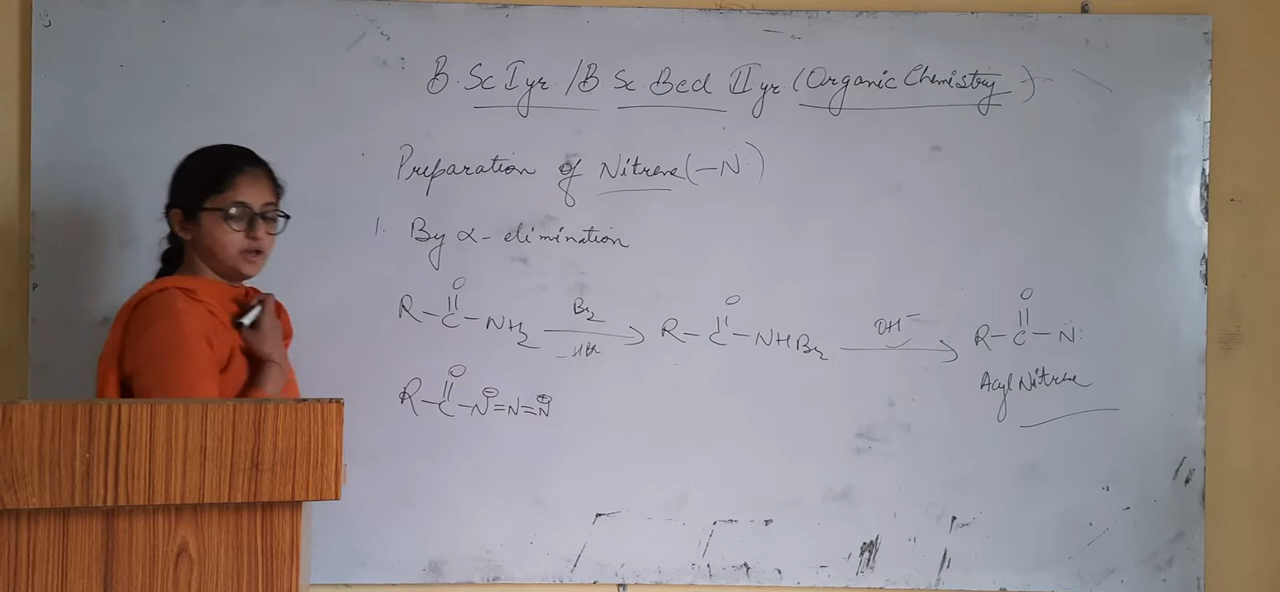 B.Sc I yr. / B.Sc. Bed II yr. (Organic Chemistry)
Preparation of Nitrene (–N̈:)
1. By α-elimination
R–C(=O)–NH₂ —Br₂/–HBr→ R–C(=O)–NHBr —OH⁻→ R–C(=O)–N̈:
Acyl Nitrene
R–C(=O)–N⊖=N=N⊕